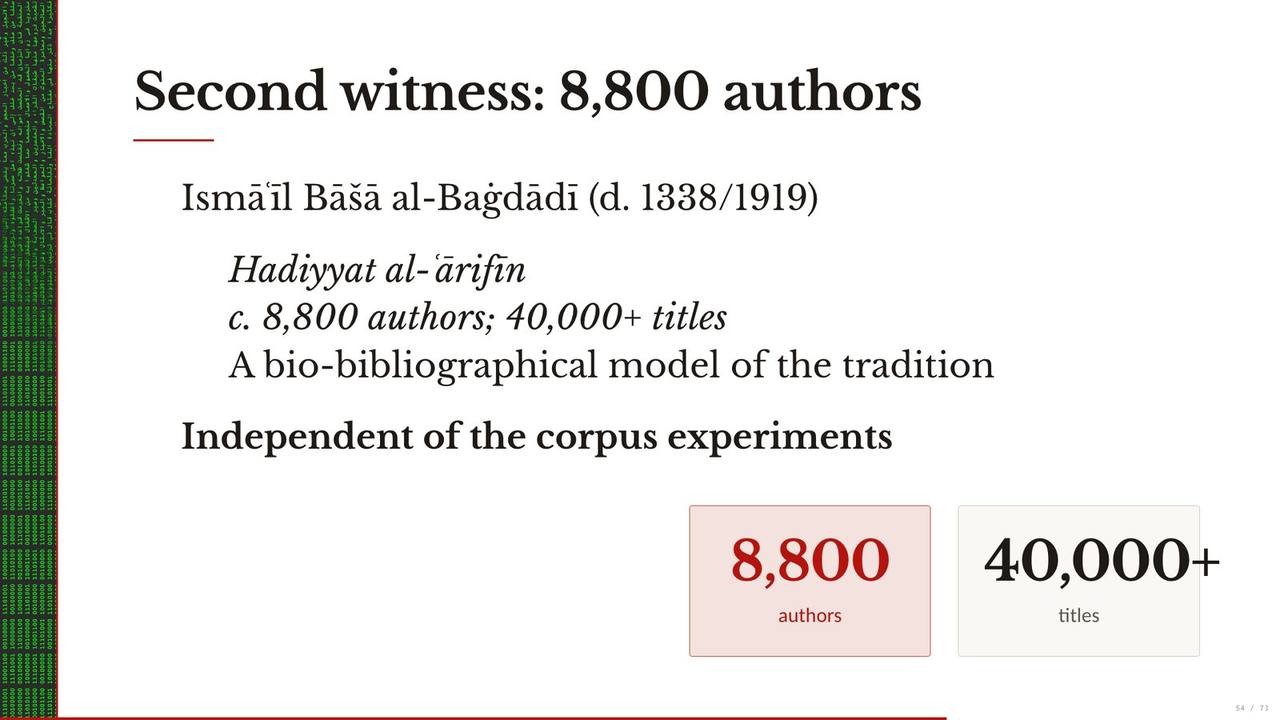 Second witness: 8,800 authors
Ismāʿīl Bāšā al-Baġdādī (d. 1338/1919)
Hadiyyat al-ʿārifīn
c. 8,800 authors; 40,000+ titles
A bio-bibliographical model of the tradition
Independent of the corpus experiments
8,800
authors
40,000+
titles
54 / 73